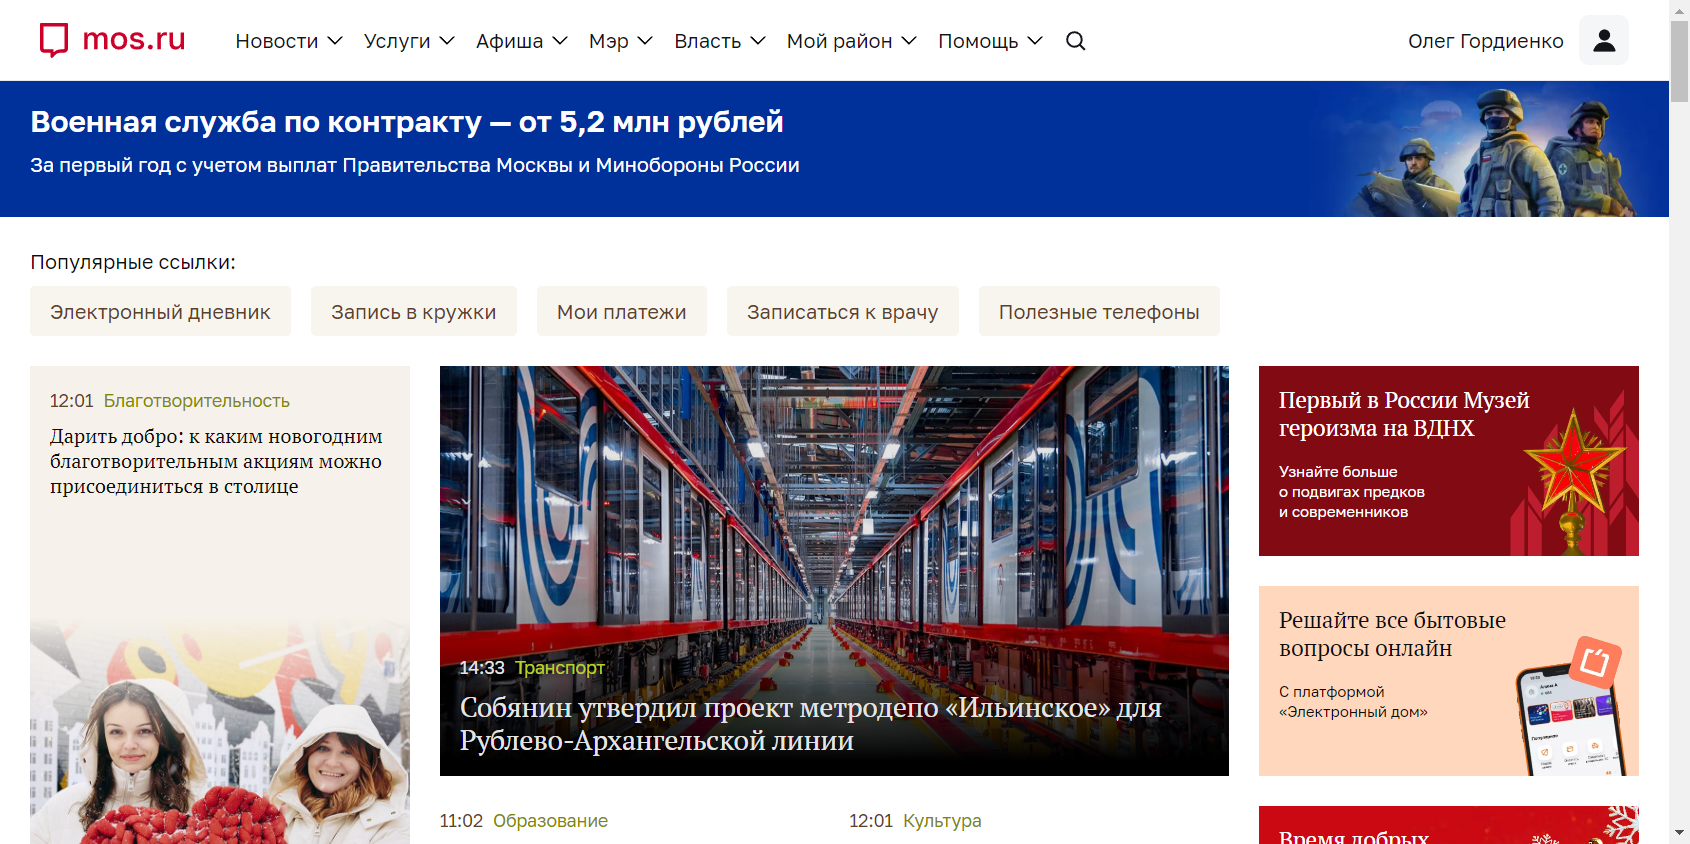 mos.ru
Новости Услуги Афиша Мэр Власть Мой район Помощь
Олег Гордиенко
Военная служба по контракту — от 5,2 млн рублей
За первый год с учетом выплат Правительства Москвы и Минобороны России
Популярные ссылки:
Электронный дневник Запись в кружки Мои платежи Записаться к врачу Полезные телефоны
12:01 Благотворительность
Дарить добро: к каким новогодним
благотворительным акциям можно
присоединиться в столице
14:33 Транспорт
Собянин утвердил проект метродепо «Ильинское» для
Рублево-Архангельской линии
11:02 Образование
12:01 Культура
Первый в России Музей
героизма на ВДНХ
Узнайте больше
о подвигах предков
и современников
Решайте все бытовые
вопросы онлайн
С платформой
«Электронный дом»
Время добрых